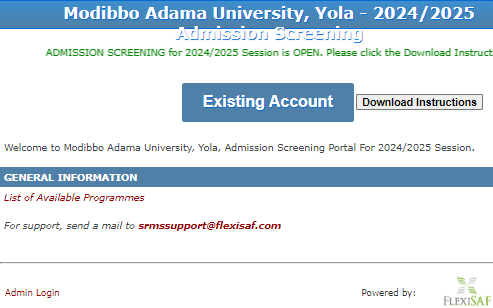 Modibbo Adama University, Yola - 2024/2025
Admission Screening
ADMISSION SCREENING for 2024/2025 Session is OPEN. Please click the Download Instruct
Existing Account
Download Instructions
Welcome to Modibbo Adama University, Yola, Admission Screening Portal For 2024/2025 Session.
GENERAL INFORMATION
List of Available Programmes
For support, send a mail to srmssupport@flexisaf.com
Admin Login
Powered by:
FLEXISAF